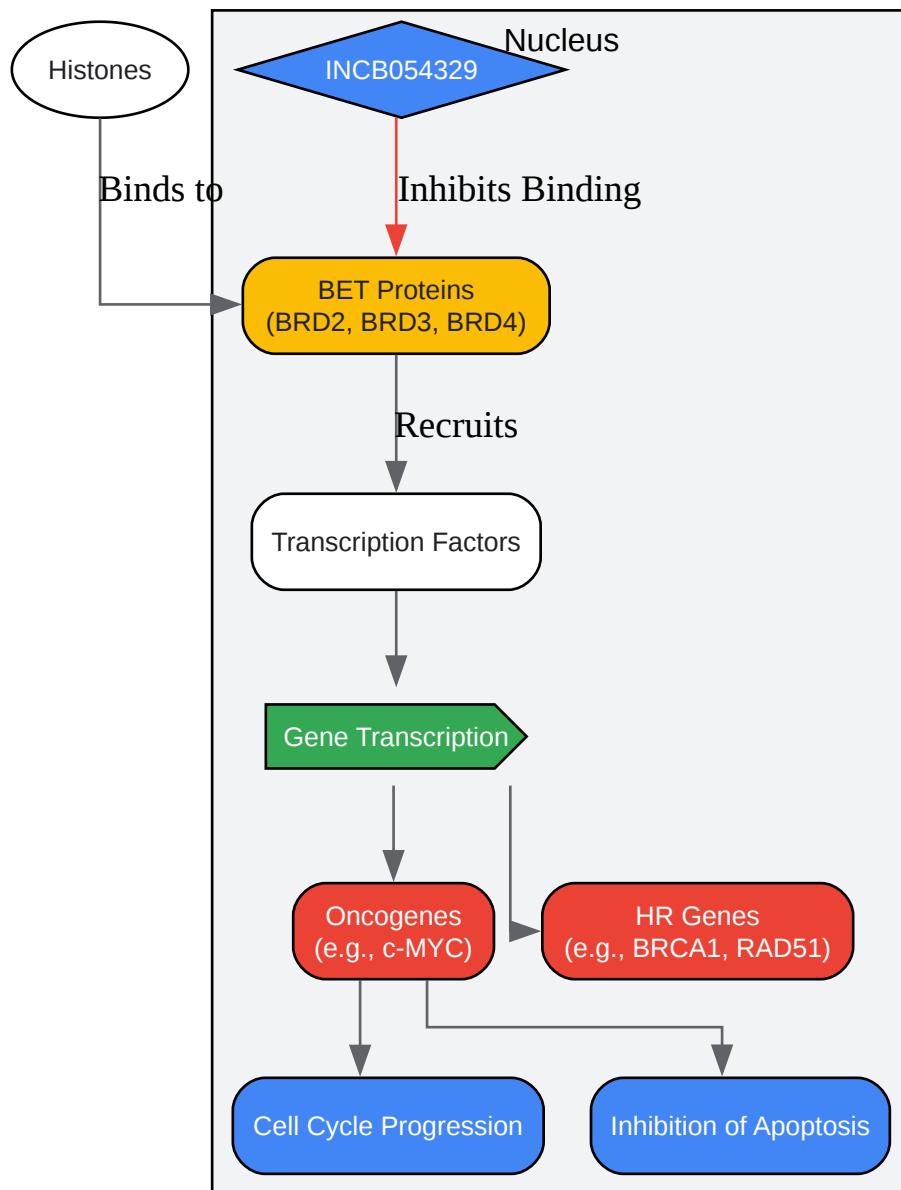 Nucleus
Histones
INCB054329
Binds to
Inhibits Binding
BET Proteins
(BRD2, BRD3, BRD4)
Recruits
Transcription Factors
Gene Transcription
Oncogenes
(e.g., c-MYC)
HR Genes
(e.g., BRCA1, RAD51)
Cell Cycle Progression
Inhibition of Apoptosis